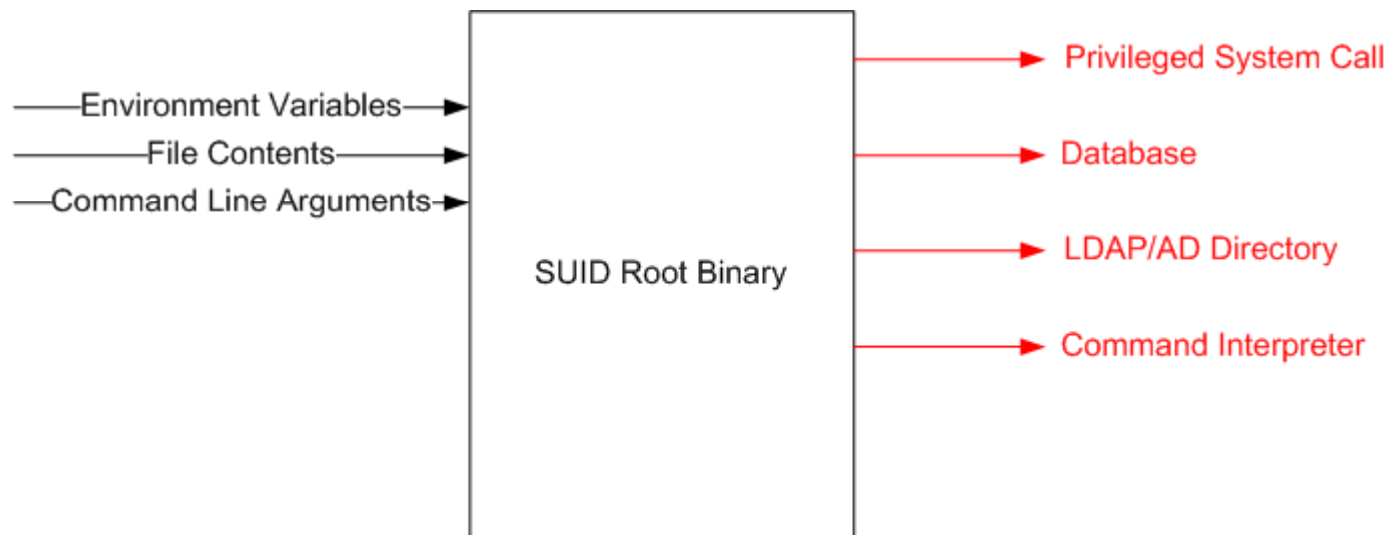 Environment Variables
File Contents
Command Line Arguments
SUID Root Binary
Privileged System Call
Database
LDAP/AD Directory
Command Interpreter